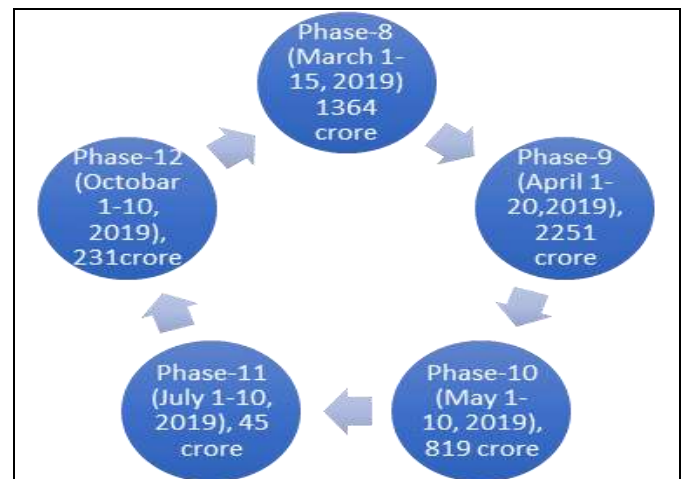 Phase-8
(March 1-
15, 2019)
1364
crore
Phase-9
(April 1-
20,2019),
2251
crore
Phase-10
(May 1-
10, 2019),
819 crore
Phase-11
(July 1-10,
2019), 45
crore
Phase-12
(Octobar
1-10,
2019),
231crore